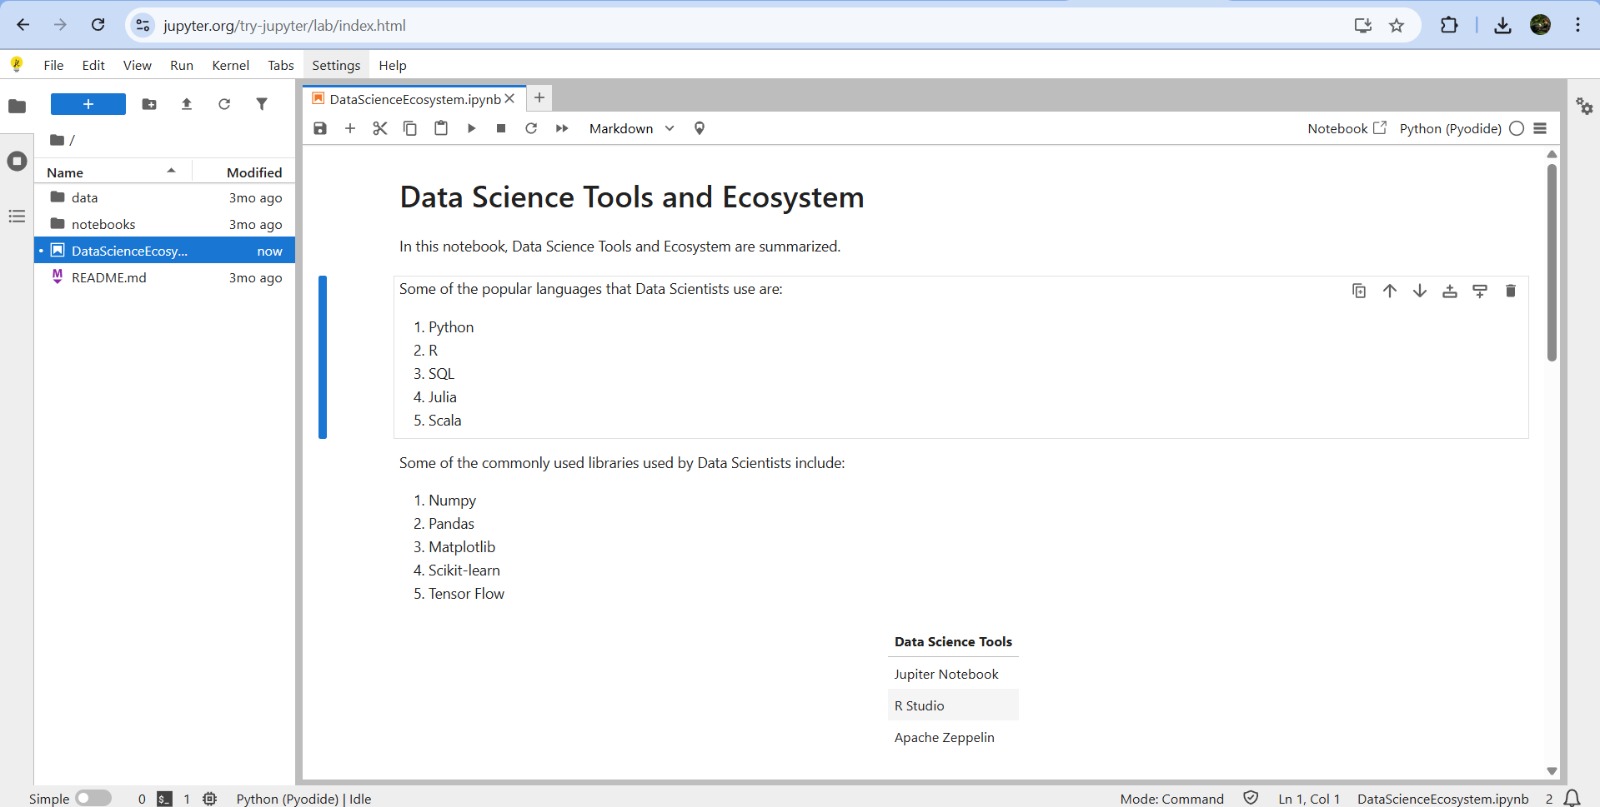 jupyter.org/try-jupyter/lab/index.html
File Edit View Run Kernel Tabs Settings Help
DataScienceEcosystem.ipynb
/
Markdown
Notebook
Python (Pyodide)
Name Modified
data 3mo ago
notebooks 3mo ago
DataScienceEcosy... now
README.md 3mo ago
Data Science Tools and Ecosystem
In this notebook, Data Science Tools and Ecosystem are summarized.
Some of the popular languages that Data Scientists use are:
1. Python
2. R
3. SQL
4. Julia
5. Scala
Some of the commonly used libraries used by Data Scientists include:
1. Numpy
2. Pandas
3. Matplotlib
4. Scikit-learn
5. Tensor Flow
Data Science Tools
Jupiter Notebook
R Studio
Apache Zeppelin
Simple 0 $_ 1 Python (Pyodide) | Idle Mode: Command Ln 1, Col 1 DataScienceEcosystem.ipynb 2